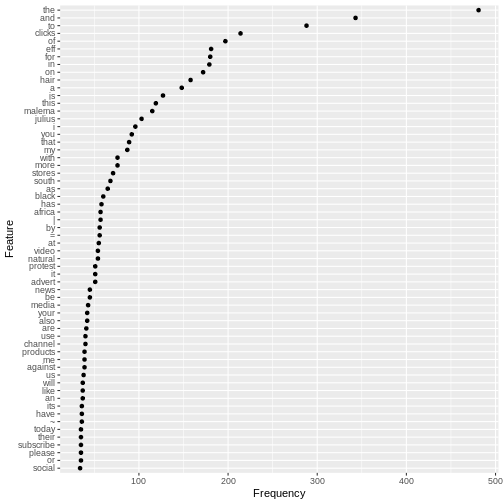 the
and
to
clicks
of
eff
for
in
on
hair
a
is
this
malema
julius
i
you
that
my
with
more
stores
south
as
black
has
africa
|
by
=
at
video
natural
protest
it
advert
news
be
media
your
also
are
use
channel
products
me
against
us
will
like
an
its
have
~
today
their
subscribe
please
or
social
Feature
100 200 300 400 500
Frequency